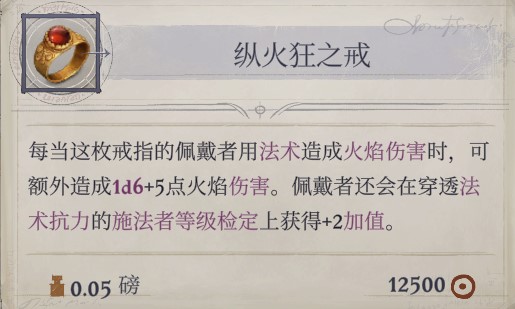 纵火狂之戒
每当这枚戒指的佩戴者用法术造成火焰伤害时，可
额外造成1d6+5点火焰伤害。佩戴者还会在穿透法
术抗力的施法者等级检定上获得+2加值。
0.05 磅
12500